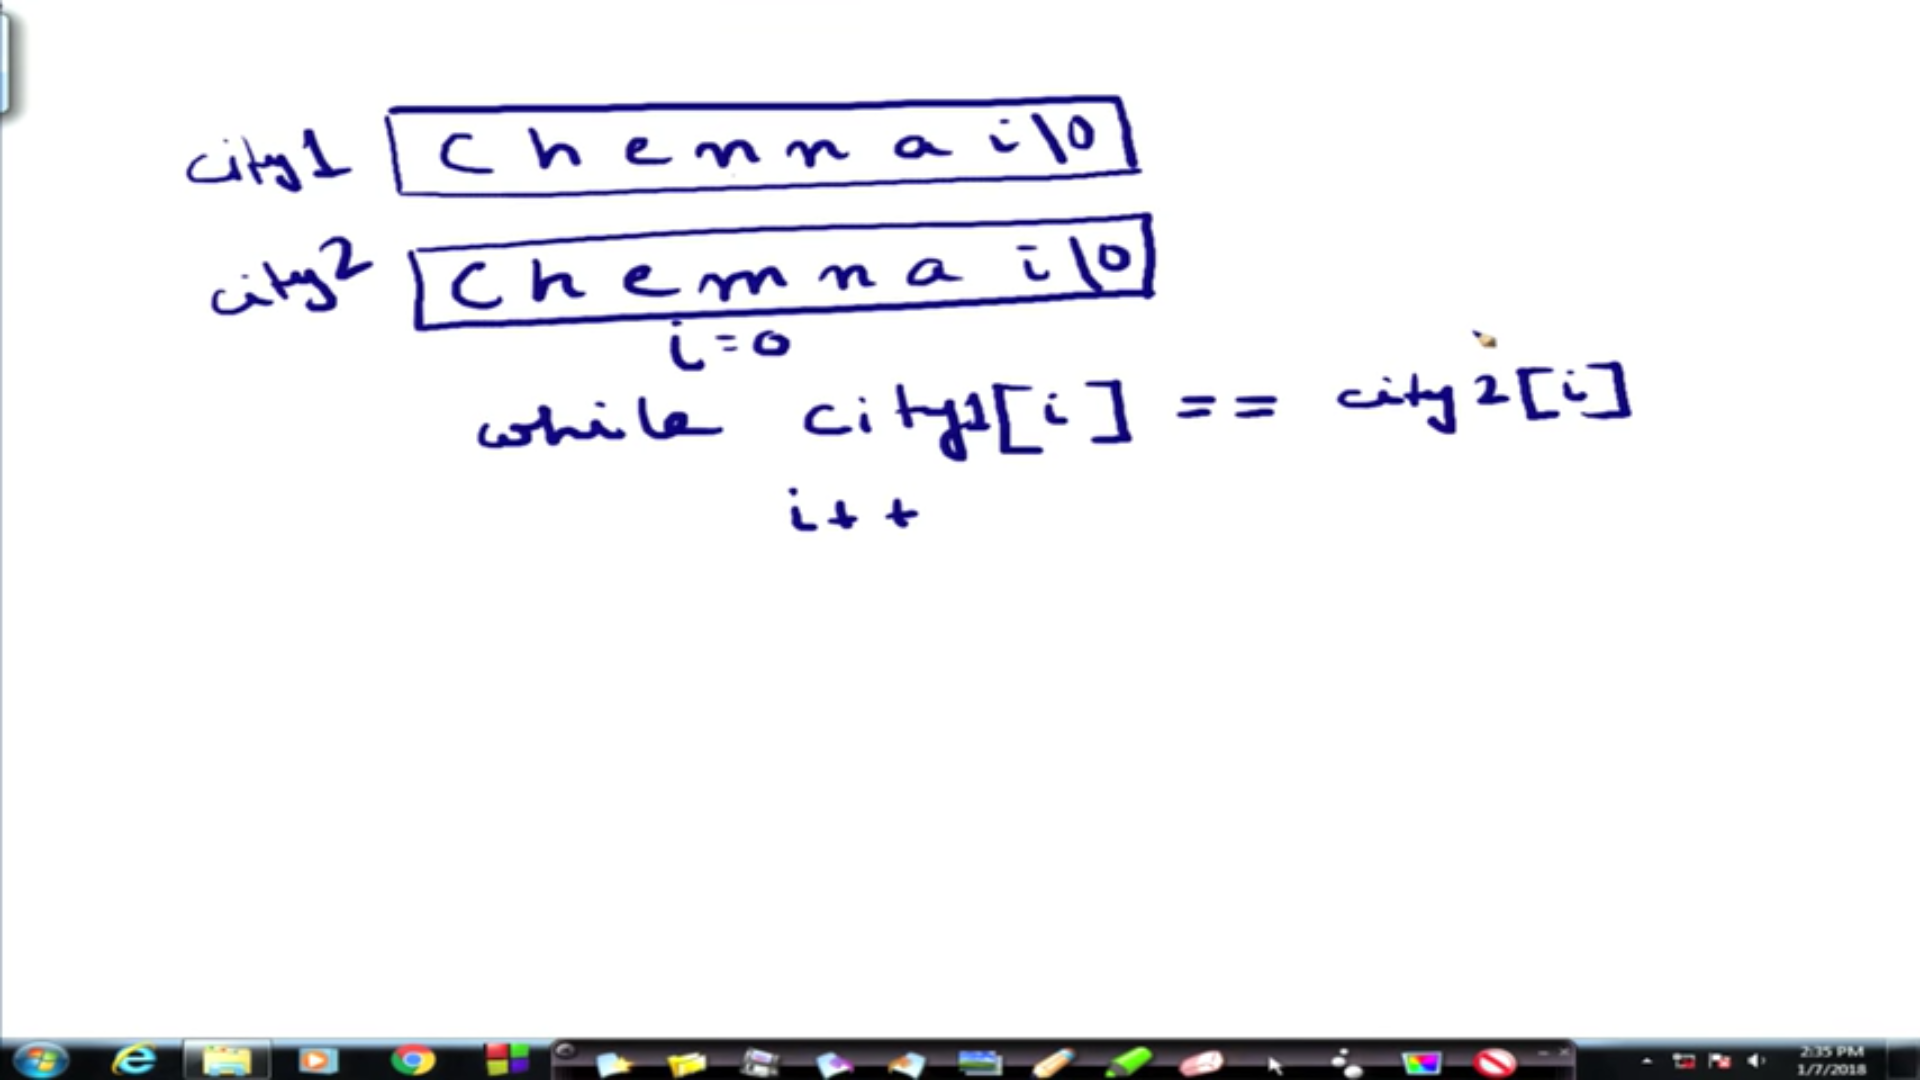 city1 C h e n n a i \0
city2 C h e m n a i \0
i=0
while city1[i] == city2[i]
i++
2:35 PM
1/7/2018